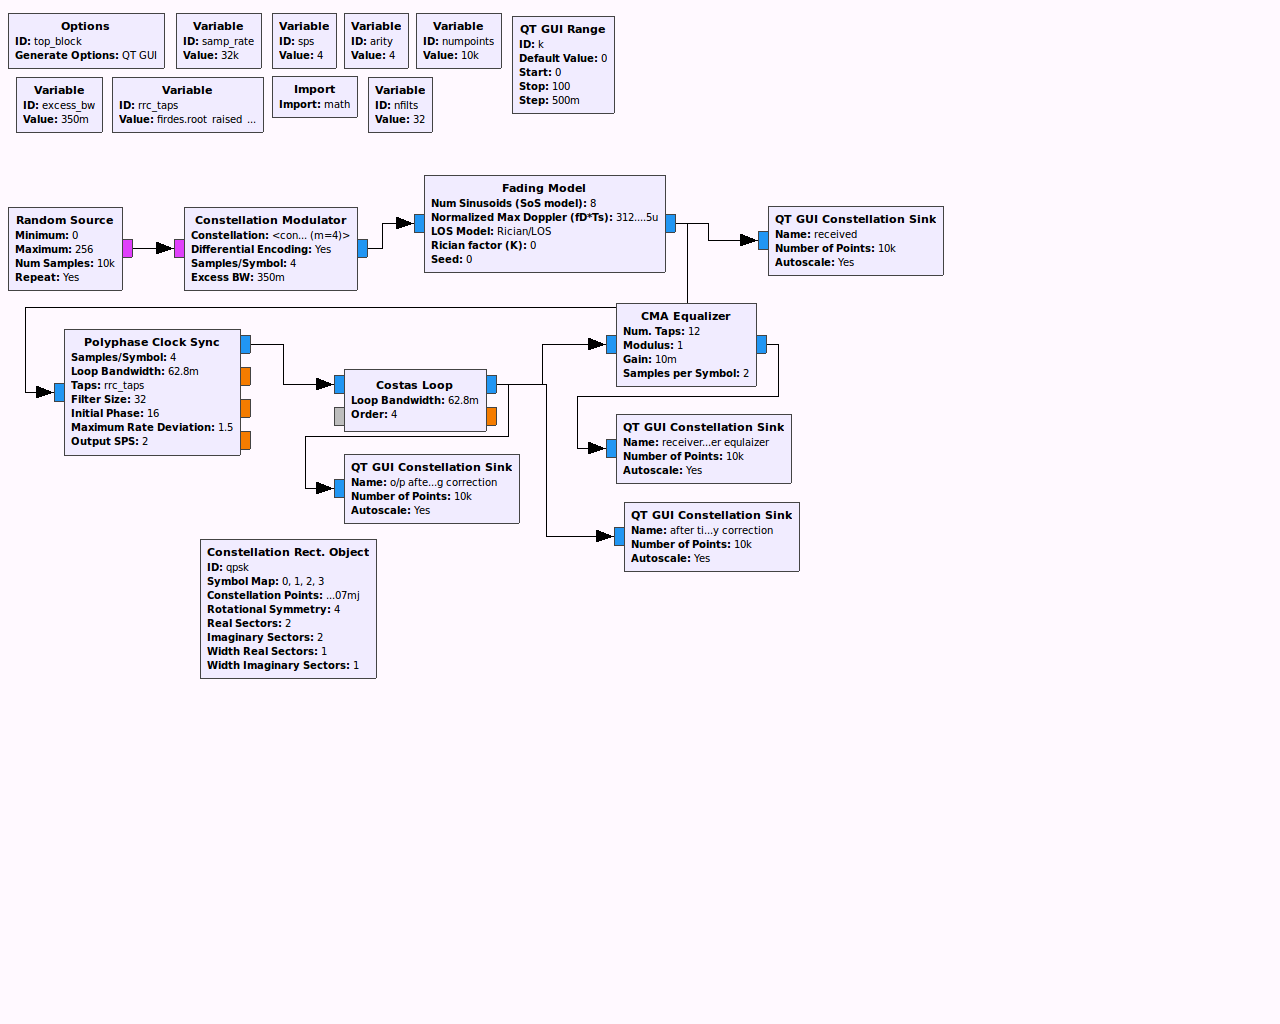 Options
ID: top_block
Generate Options: QT GUI
Variable
ID: samp_rate
Value: 32k
Variable
ID: sps
Value: 4
Variable
ID: arity
Value: 4
Variable
ID: numpoints
Value: 10k
QT GUI Range
ID: k
Default Value: 0
Start: 0
Stop: 100
Step: 500m
Variable
ID: excess_bw
Value: 350m
Variable
ID: rrc_taps
Value: firdes.root_raised_...
Import
Import: math
Variable
ID: nfilts
Value: 32
Random Source
Minimum: 0
Maximum: 256
Num Samples: 10k
Repeat: Yes
Constellation Modulator
Constellation: <con... (m=4)>
Differential Encoding: Yes
Samples/Symbol: 4
Excess BW: 350m
Fading Model
Num Sinusoids (SoS model): 8
Normalized Max Doppler (fD*Ts): 312....5u
LOS Model: Rician/LOS
Rician factor (K): 0
Seed: 0
QT GUI Constellation Sink
Name: received
Number of Points: 10k
Autoscale: Yes
Polyphase Clock Sync
Samples/Symbol: 4
Loop Bandwidth: 62.8m
Taps: rrc_taps
Filter Size: 32
Initial Phase: 16
Maximum Rate Deviation: 1.5
Output SPS: 2
Costas Loop
Loop Bandwidth: 62.8m
Order: 4
CMA Equalizer
Num. Taps: 12
Modulus: 1
Gain: 10m
Samples per Symbol: 2
QT GUI Constellation Sink
Name: receiver...er equlaizer
Number of Points: 10k
Autoscale: Yes
QT GUI Constellation Sink
Name: o/p afte...g correction
Number of Points: 10k
Autoscale: Yes
QT GUI Constellation Sink
Name: after ti...y correction
Number of Points: 10k
Autoscale: Yes
Constellation Rect. Object
ID: qpsk
Symbol Map: 0, 1, 2, 3
Constellation Points: ...07mj
Rotational Symmetry: 4
Real Sectors: 2
Imaginary Sectors: 2
Width Real Sectors: 1
Width Imaginary Sectors: 1